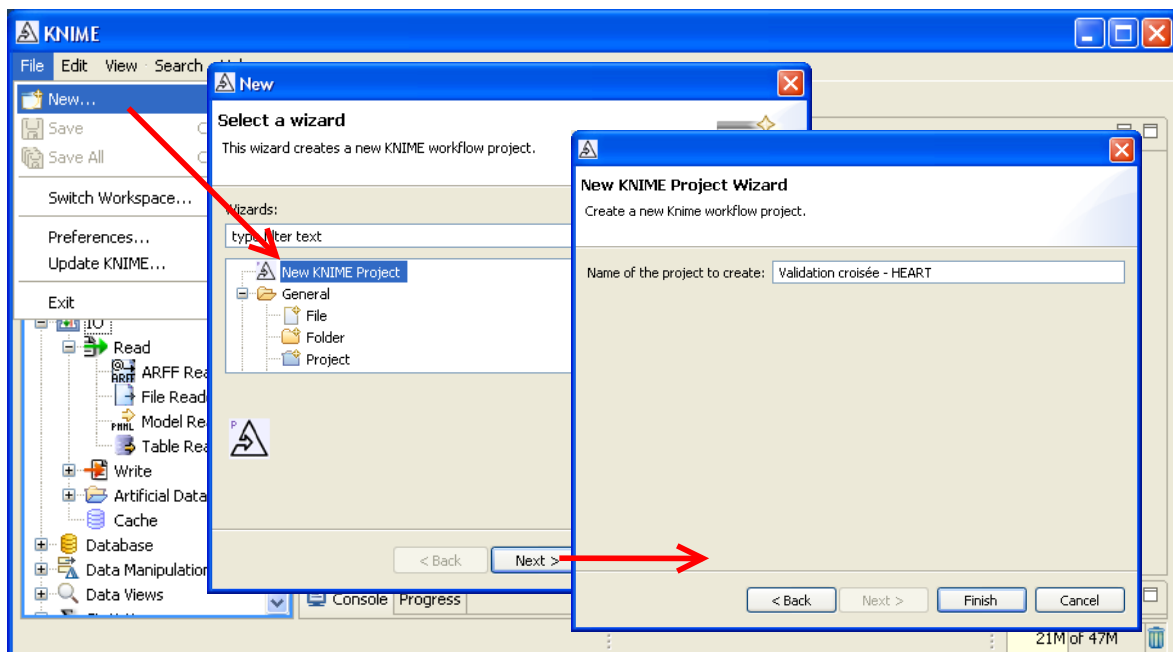 KNIME
File Edit View Search
New...
Save
Save All
Switch Workspace...
Preferences...
Update KNIME...
Exit
IO
Read
ARFF Rea
File Read
Model Re
Table Rea
Write
Artificial Data
Cache
Database
Data Manipulation
Data Views
New
Select a wizard
This wizard creates a new KNIME workflow project.
Wizards:
type filter text
New KNIME Project
General
File
Folder
Project
< Back Next >
Console Progress
New KNIME Project Wizard
Create a new Knime workflow project.
Name of the project to create: Validation croisée - HEART
< Back Next > Finish Cancel
21M of 47M